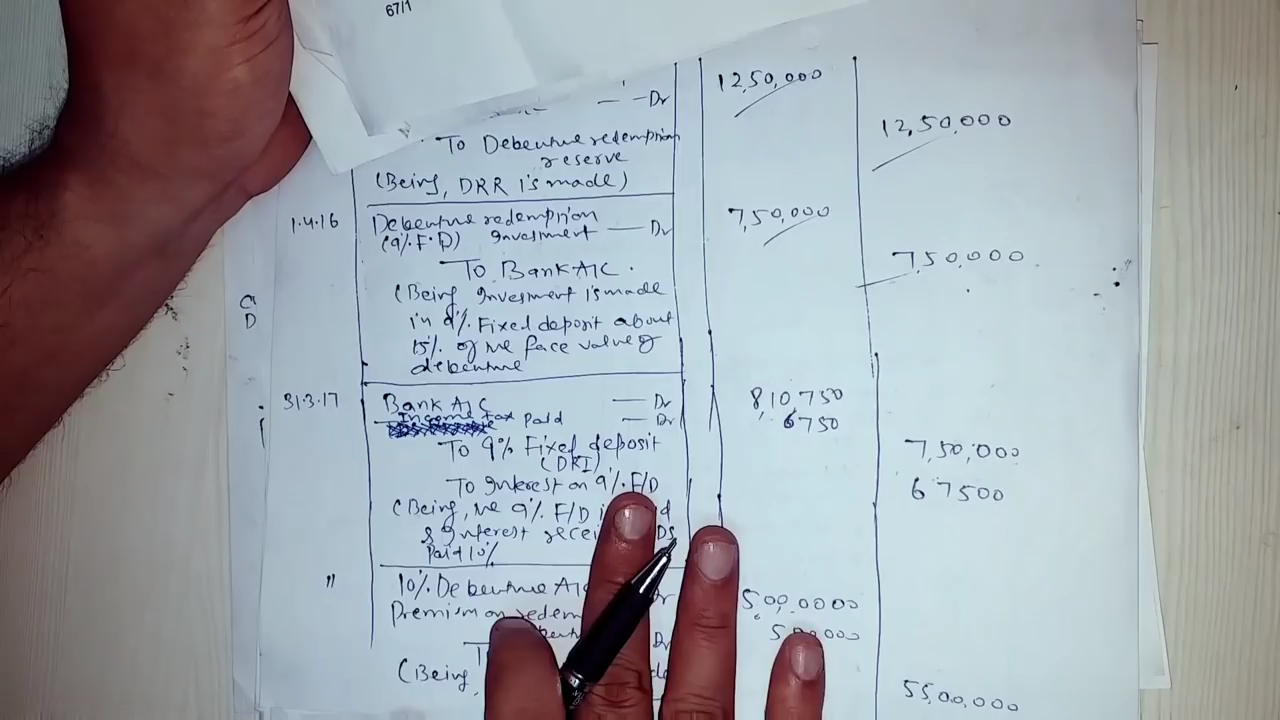 67/1
12,50,000
— — Dr
12,50,000
To Debenture redemption
reserve
(Being, DRR is made)
1.4.16 Debenture redemption 7,50,000
(9% F.D) Investment — Dr
To Bank A/C. 7,50,000
(Being Investment is made
in 9% Fixed deposit about
15% of the face value of
debenture
31.3.17 Bank A/C — Dr 810,750
Income tax paid — Dr 6750
To 9% Fixed deposit 7,50,000
(DRI)
To Interest on 9% F/D 67500
(Being, the 9% F/D
& Interest
Paid 10%
" 10% Debenture A/C Dr 5,00,0000
Premium on Dr 500000
(Being,
55,00,000
C
D